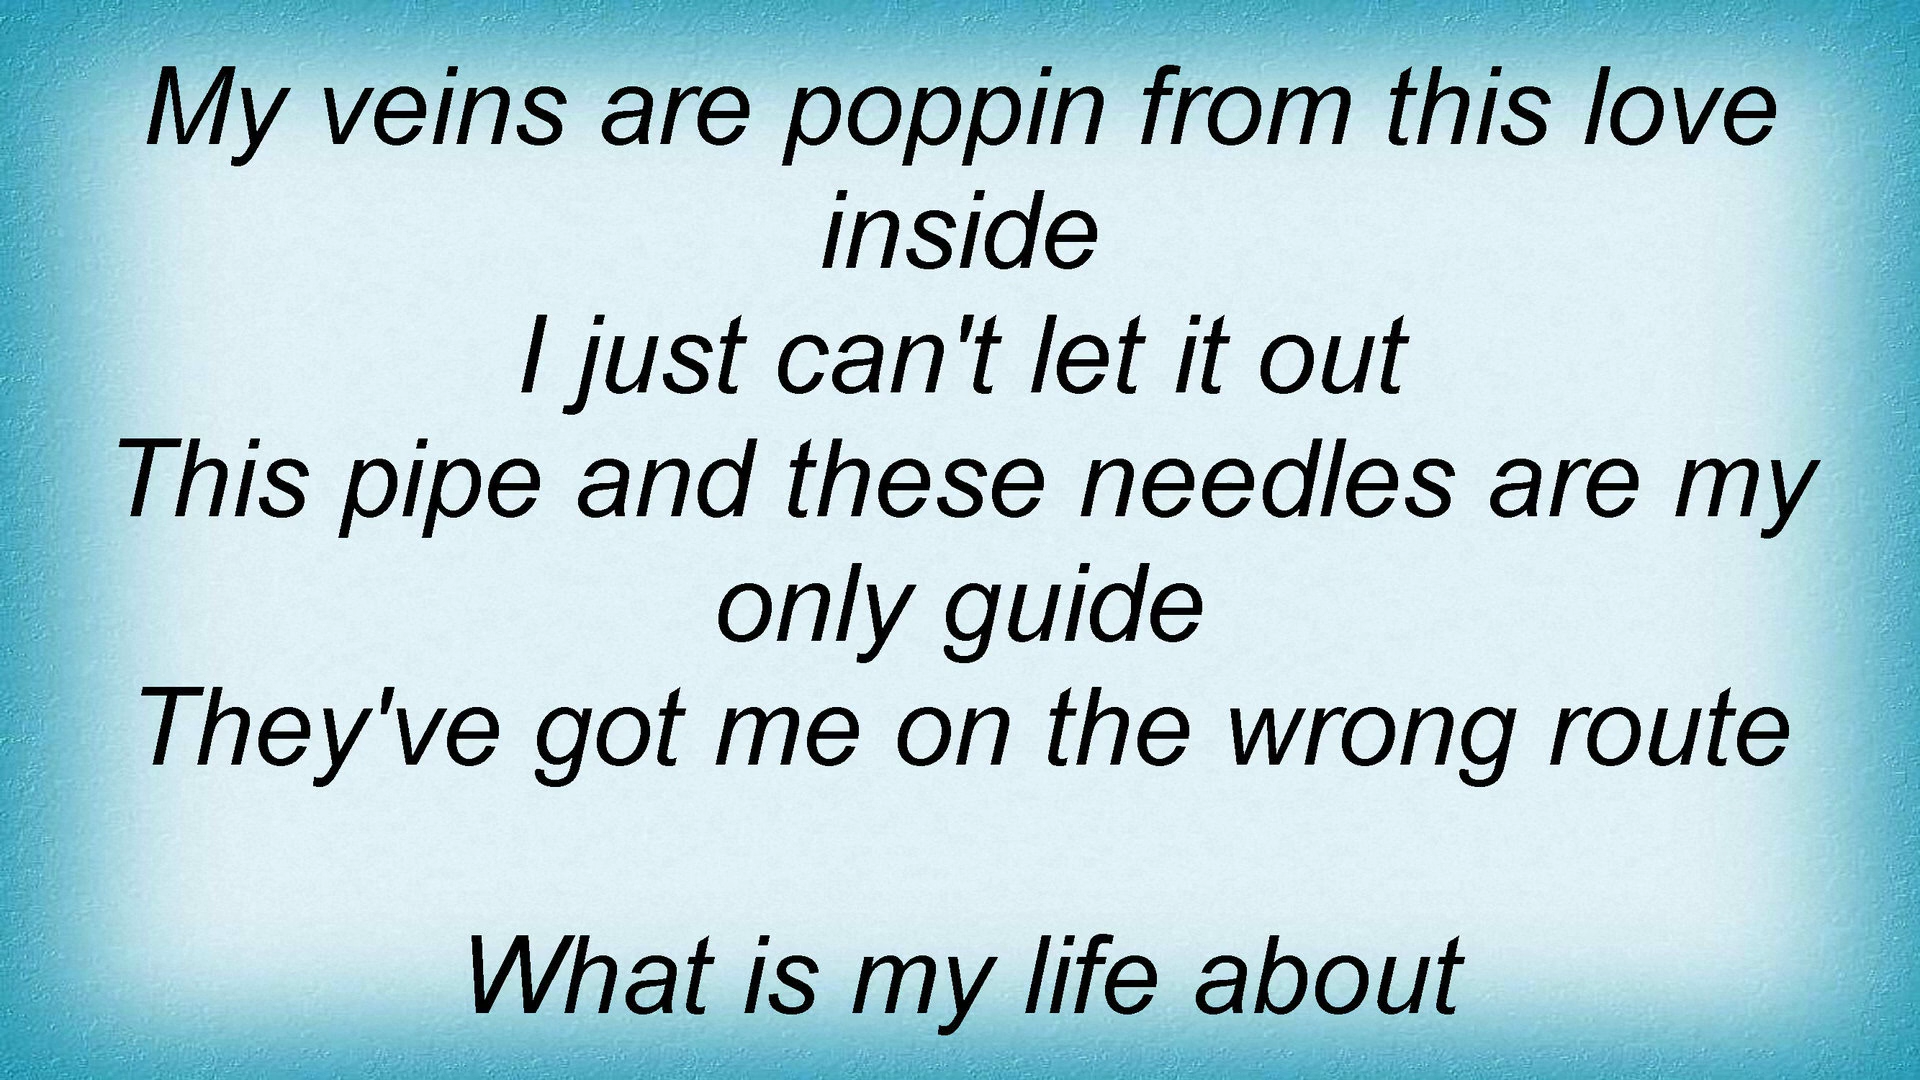 My veins are poppin from this love
inside
I just can't let it out
This pipe and these needles are my
only guide
They've got me on the wrong route
What is my life about